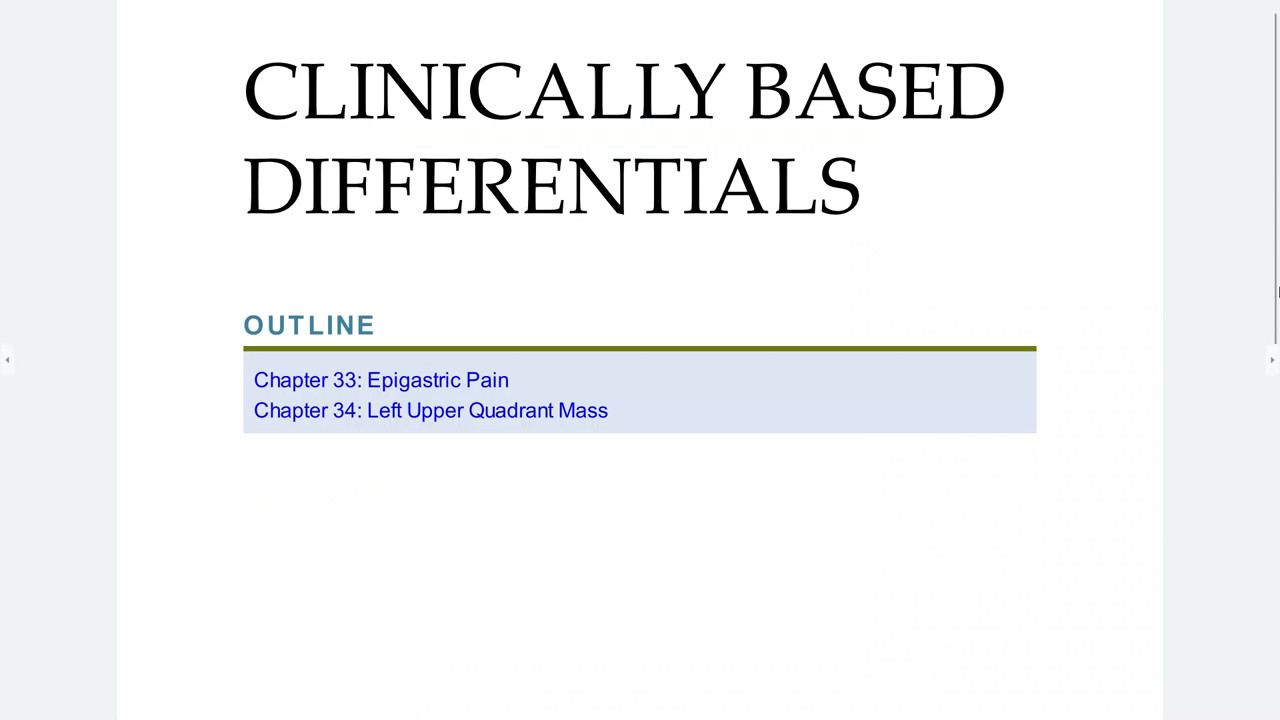 CLINICALLY BASED
DIFFERENTIALS
OUTLINE
Chapter 33: Epigastric Pain
Chapter 34: Left Upper Quadrant Mass